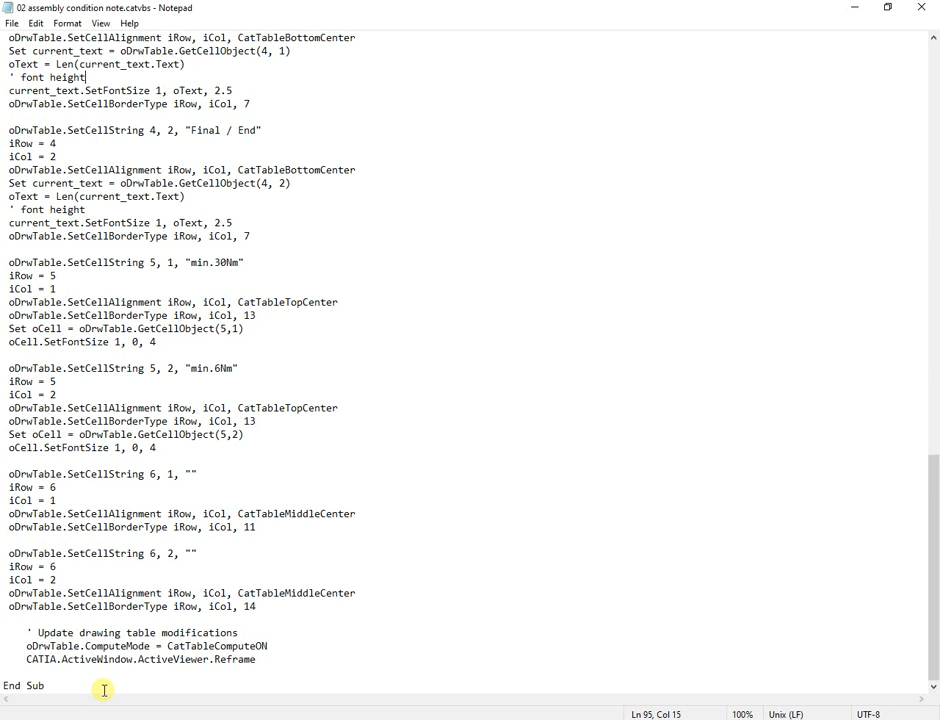 02 assembly condition note.catvbs - Notepad
File Edit Format View Help
oDrwTable.SetCellAlignment iRow, iCol, CatTableBottomCenter
Set current_text = oDrwTable.GetCellObject(4, 1)
oText = Len(current_text.Text)
' font height
current_text.SetFontSize 1, oText, 2.5
oDrwTable.SetCellBorderType iRow, iCol, 7
oDrwTable.SetCellString 4, 2, "Final / End"
iRow = 4
iCol = 2
oDrwTable.SetCellAlignment iRow, iCol, CatTableBottomCenter
Set current_text = oDrwTable.GetCellObject(4, 2)
oText = Len(current_text.Text)
' font height
current_text.SetFontSize 1, oText, 2.5
oDrwTable.SetCellBorderType iRow, iCol, 7
oDrwTable.SetCellString 5, 1, "min.30Nm"
iRow = 5
iCol = 1
oDrwTable.SetCellAlignment iRow, iCol, CatTableTopCenter
oDrwTable.SetCellBorderType iRow, iCol, 13
Set oCell = oDrwTable.GetCellObject(5,1)
oCell.SetFontSize 1, 0, 4
oDrwTable.SetCellString 5, 2, "min.6Nm"
iRow = 5
iCol = 2
oDrwTable.SetCellAlignment iRow, iCol, CatTableTopCenter
oDrwTable.SetCellBorderType iRow, iCol, 13
Set oCell = oDrwTable.GetCellObject(5,2)
oCell.SetFontSize 1, 0, 4
oDrwTable.SetCellString 6, 1, ""
iRow = 6
iCol = 1
oDrwTable.SetCellAlignment iRow, iCol, CatTableMiddleCenter
oDrwTable.SetCellBorderType iRow, iCol, 11
oDrwTable.SetCellString 6, 2, ""
iRow = 6
iCol = 2
oDrwTable.SetCellAlignment iRow, iCol, CatTableMiddleCenter
oDrwTable.SetCellBorderType iRow, iCol, 14
' Update drawing table modifications
oDrwTable.ComputeMode = CatTableComputeON
CATIA.ActiveWindow.ActiveViewer.Reframe
End Sub
Ln 95, Col 15 100% Unix (LF) UTF-8